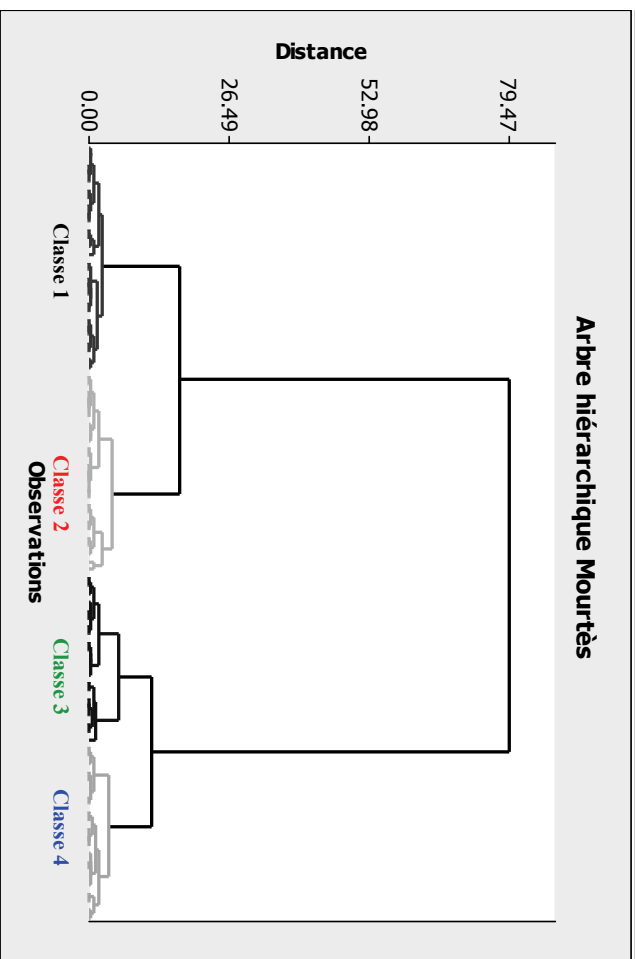 Arbre hiérarchique Mourtès
Distance
79.47
52.98
26.49
0.00
Classe 1
Classe 2
Classe 3
Classe 4
Observations